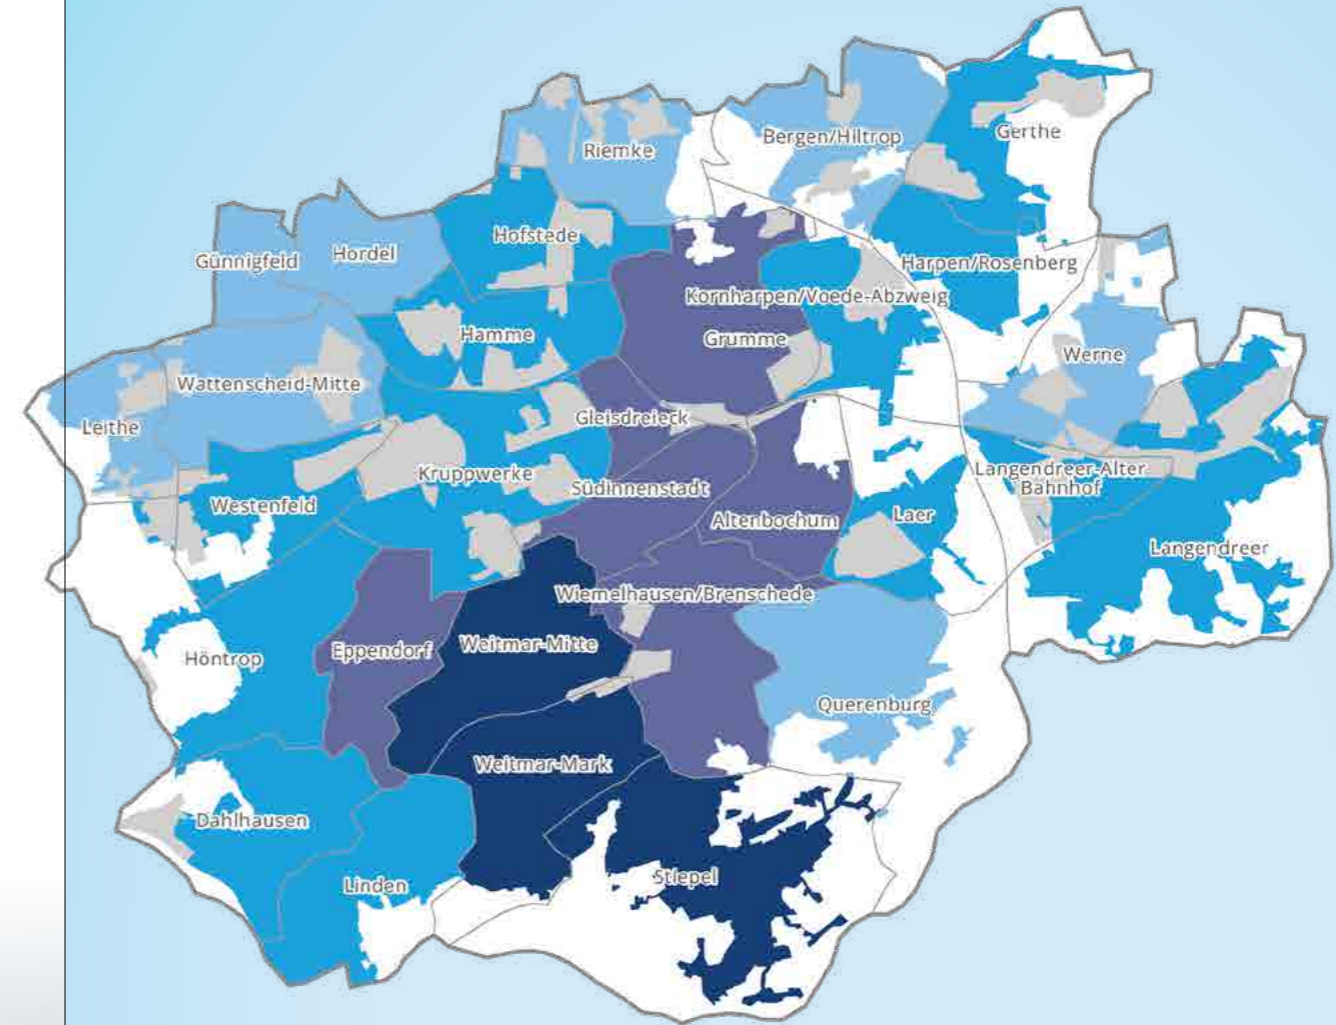 Gerthe
Bergen/Hiltrop
Riemke
Hofstede
Hordel
Günnigfeld
Harpen/Rosenberg
Kornharpen/Voede-Abzweig
Hamme
Grumme
Werne
Wattenscheid-Mitte
Gleisdreieck
Leithe
Kruppwerke
Langendreer-Alter
Bahnhof
Südinnenstadt
Westenfeld
Altenbochum
Laer
Langendreer
Wiemelhausen/Brenschede
Weitmar-Mitte
Eppendorf
Höntrop
Querenburg
Weitmar-Mark
Dahlhausen
Stiepel
Linden